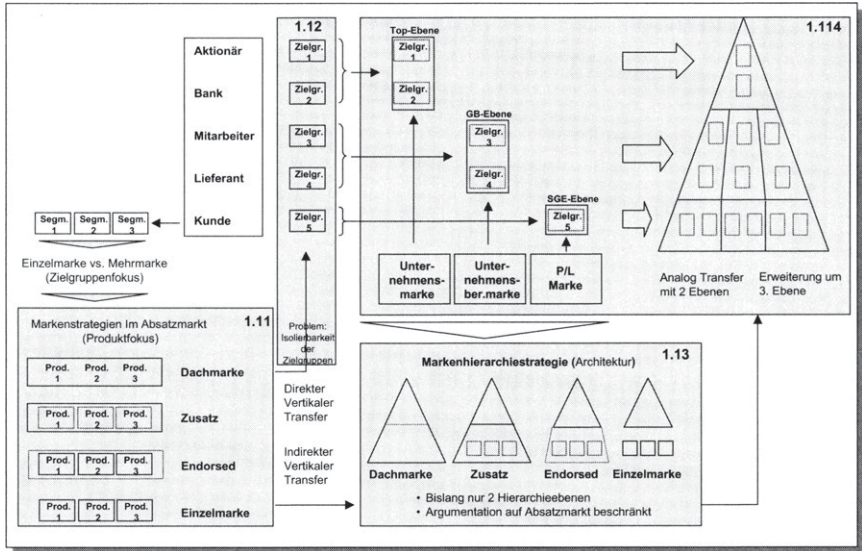 Aktionär
Bank
Mitarbeiter
Lieferant
Kunde
Segm. 1
Segm. 2
Segm. 3
Einzelmarke vs. Mehrmarke
(Zielgruppenfokus)
1.12
Zielgr. 1
Zielgr. 2
Zielgr. 3
Zielgr. 4
Zielgr. 5
Problem:
Isolierbarkeit
der
Zielgruppen
1.114
Top-Ebene
Zielgr. 1
Zielgr. 2
GB-Ebene
Zielgr. 3
Zielgr. 4
SGE-Ebene
Zielgr. 5
Unter-
nehmens-
marke
Unter-
nehmens-
ber.marke
P/L
Marke
Analog Transfer
mit 2 Ebenen
Erweiterung um
3. Ebene
1.11
Markenstrategien Im Absatzmarkt
(Produktfokus)
Prod. 1
Prod. 2
Prod. 3
Dachmarke
Prod. 1
Prod. 2
Prod. 3
Zusatz
Prod. 1
Prod. 2
Prod. 3
Endorsed
Prod. 1
Prod. 2
Prod. 3
Einzelmarke
Direkter
Vertikaler
Transfer
Indirekter
Vertikaler
Transfer
1.13
Markenhierarchiestrategie (Architektur)
Dachmarke
Zusatz
Endorsed
Einzelmarke
• Bislang nur 2 Hierarchieebenen
• Argumentation auf Absatzmarkt beschränkt